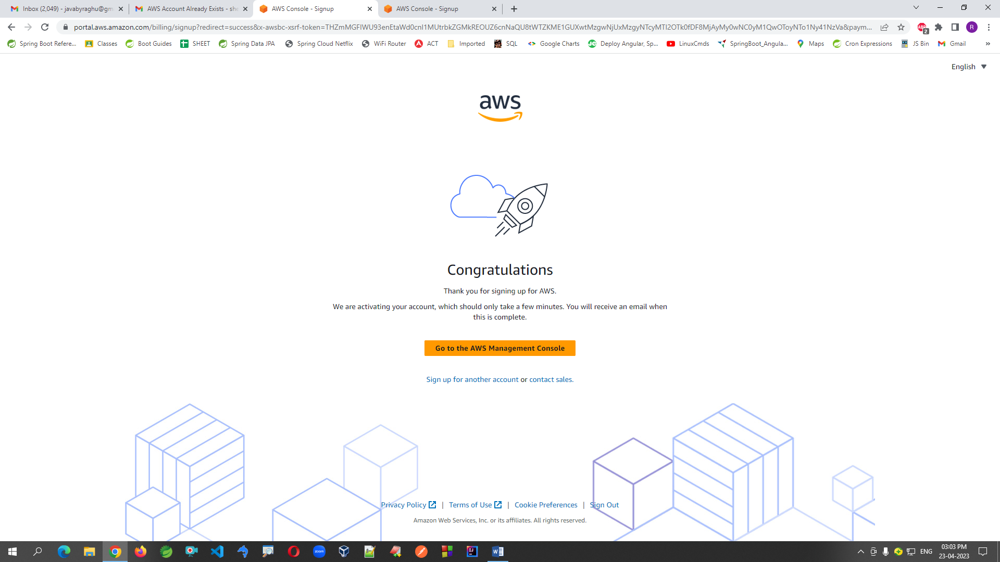 Inbox (2,049) - javabyraghu@gm
AWS Account Already Exists - she
AWS Console - Signup
AWS Console - Signup
portal.aws.amazon.com/billing/signup?redirect=success&x-awsbc-xsrf-token=
Spring Boot Refere...
Classes
Boot Guides
SHEET
Spring Data JPA
Spring Cloud Netflix
WiFi Router
ACT
Imported
SQL
Google Charts
Deploy Angular, Sp...
LinuxCmds
SpringBoot_Angula...
Maps
Cron Expressions
JS Bin
Gmail
»
English
aws
Congratulations
Thank you for signing up for AWS.
We are activating your account, which should only take a few minutes. You will receive an email when
this is complete.
Go to the AWS Management Console
Sign up for another account or contact sales.
Privacy Policy | Terms of Use | Cookie Preferences | Sign Out
Amazon Web Services, Inc. or its affiliates. All rights reserved.
ENG
03:03 PM
23-04-2023